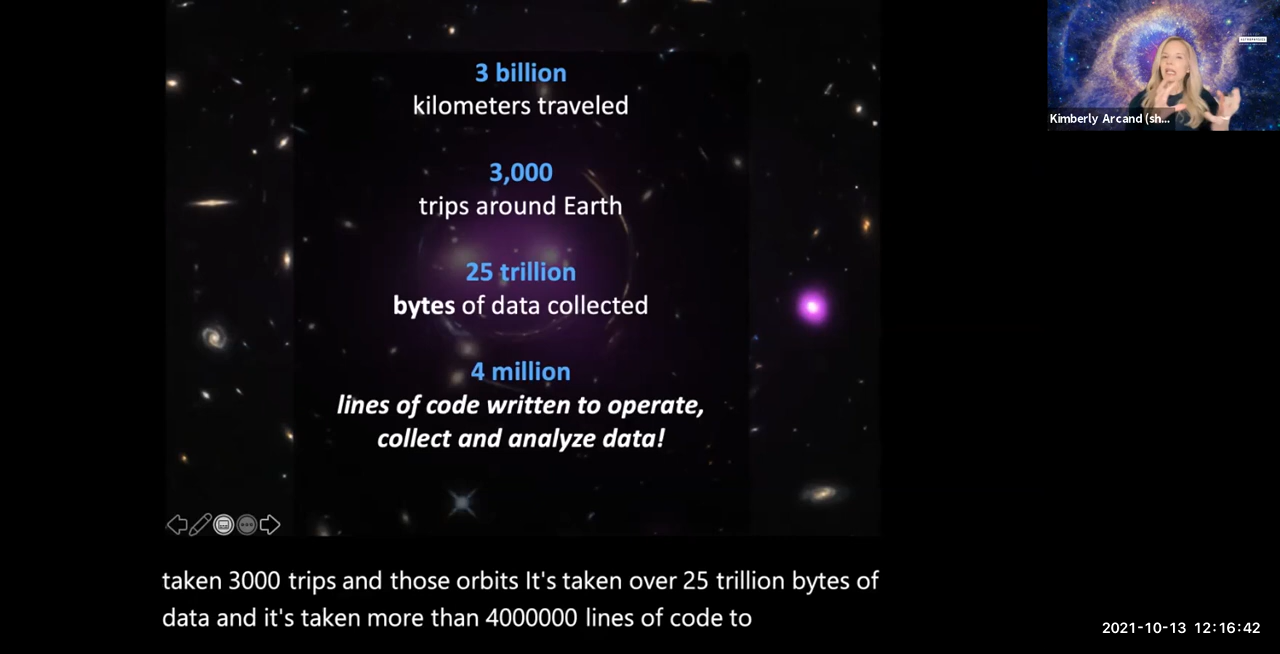 3 billion
kilometers traveled
3,000
trips around Earth
25 trillion
bytes of data collected
4 million
lines of code written to operate,
collect and analyze data!
Kimberly Arcand (sh...
taken 3000 trips and those orbits It's taken over 25 trillion bytes of
data and it's taken more than 4000000 lines of code to
2021-10-13 12:16:42